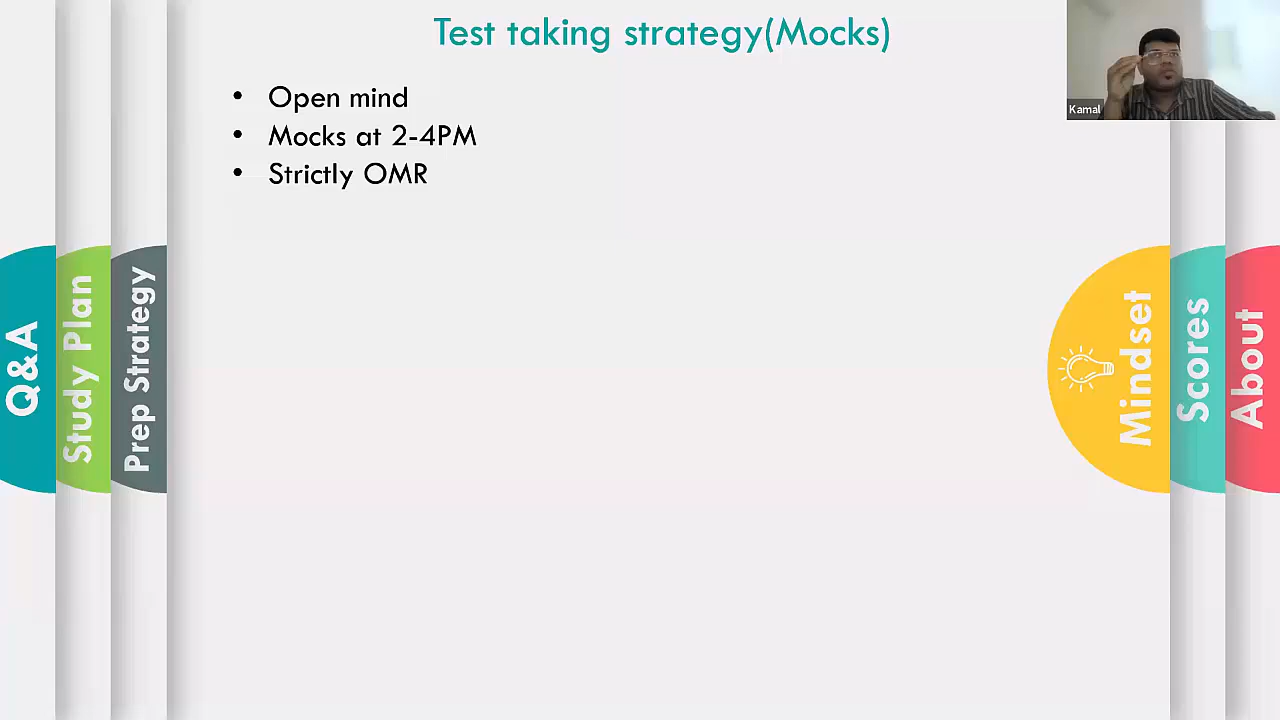 Test taking strategy(Mocks)
• Open mind
• Mocks at 2-4PM
• Strictly OMR
Kamal
Q&A
Study Plan
Prep Strategy
Mindset
Scores
About